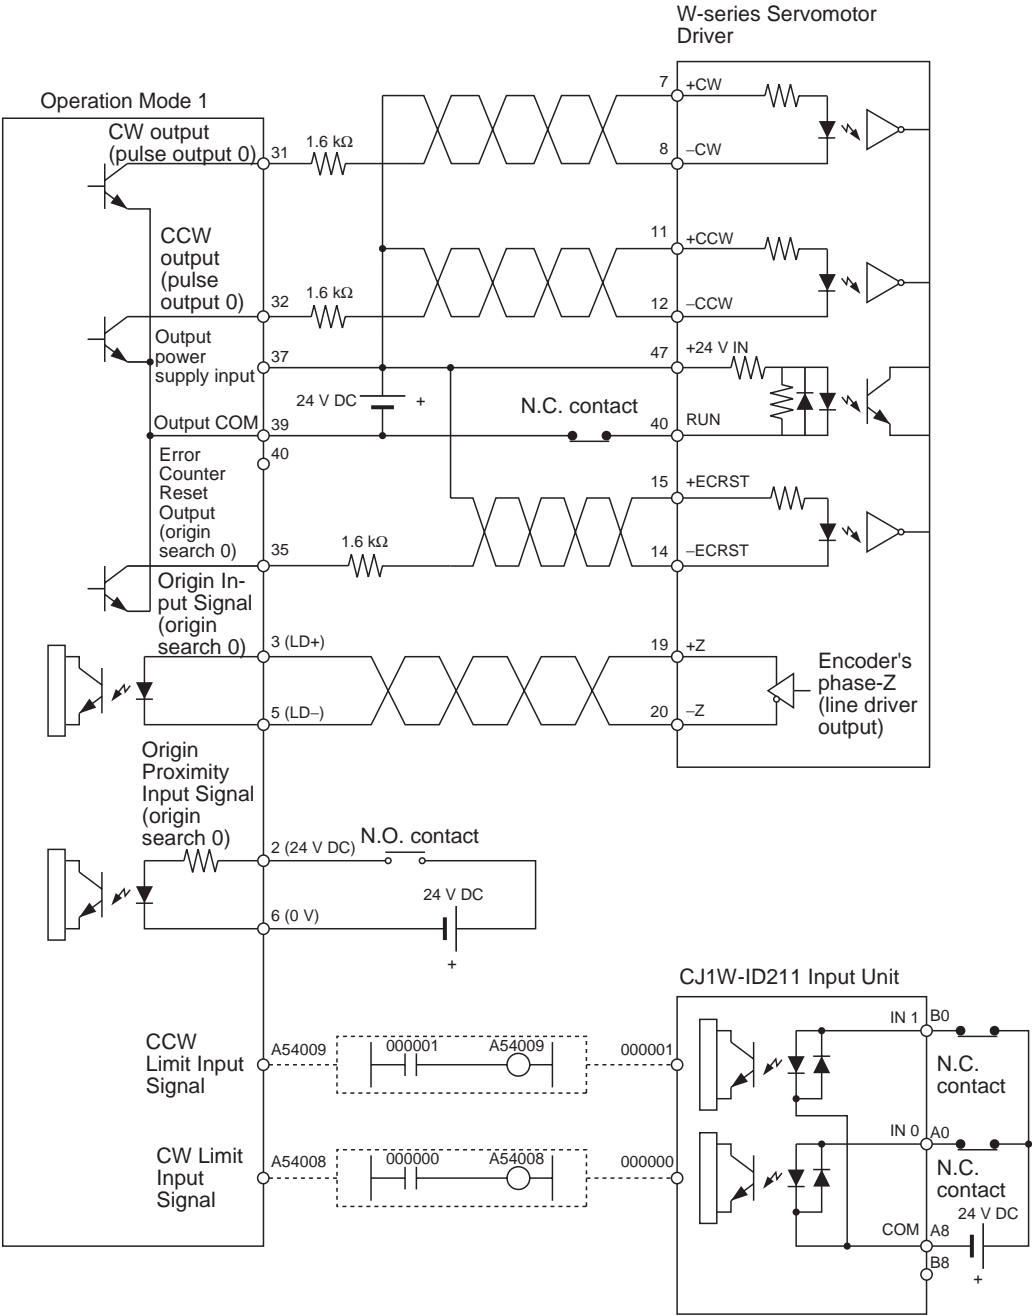 W-series Servomotor
Driver
Operation Mode 1
CW output
(pulse output 0)
31
1.6 kΩ
7
+CW
8
–CW
CCW
output
(pulse
output 0)
32
1.6 kΩ
11
+CCW
12
–CCW
Output
power
supply input
37
47
+24 V IN
24 V DC
+
N.C. contact
Output COM
39
40
RUN
40
Error
Counter
Reset
Output
(origin
search 0)
35
1.6 kΩ
15
+ECRST
14
–ECRST
Origin In-
put Signal
(origin
search 0)
3 (LD+)
5 (LD–)
19
+Z
20
–Z
Encoder's
phase-Z
(line driver
output)
Origin
Proximity
Input Signal
(origin
search 0)
2 (24 V DC)
N.O. contact
24 V DC
6 (0 V)
+
CJ1W-ID211 Input Unit
CCW
Limit Input
Signal
A54009
000001
A54009
000001
IN 1
B0
N.C.
contact
CW Limit
Input
Signal
A54008
000000
A54008
000000
IN 0
A0
N.C.
contact
24 V DC
COM
A8
B8
+